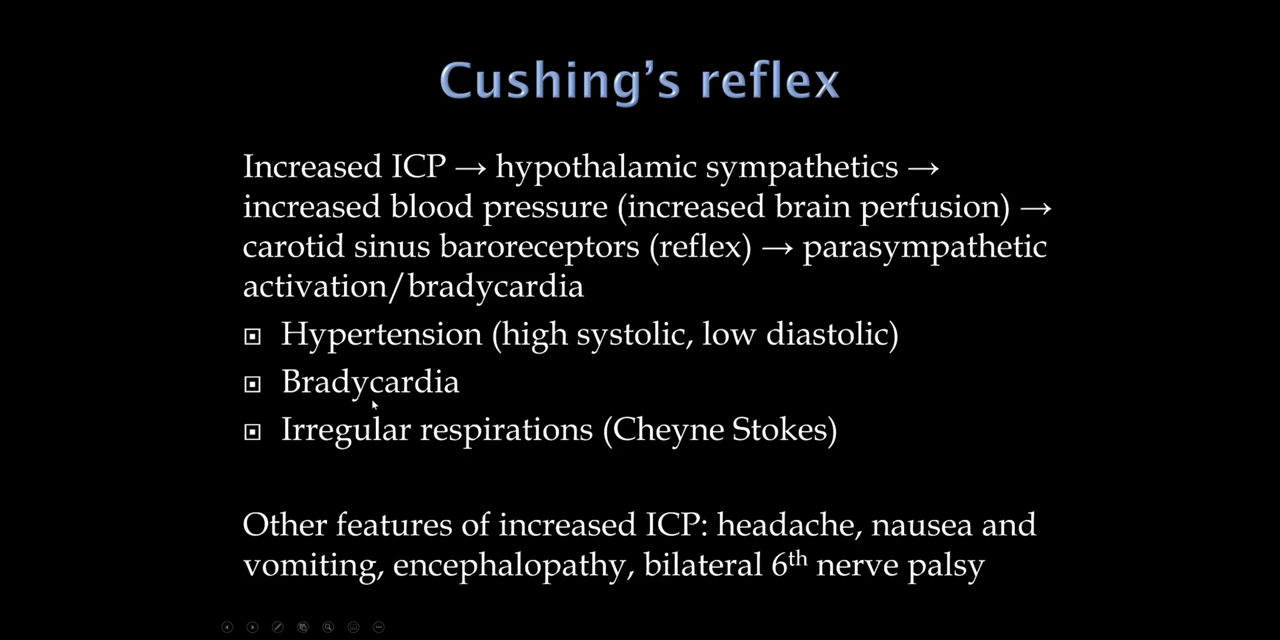 Cushing’s reflex
Increased ICP → hypothalamic sympathetics →
increased blood pressure (increased brain perfusion) →
carotid sinus baroreceptors (reflex) → parasympathetic
activation/bradycardia
Hypertension (high systolic, low diastolic)
Bradycardia
Irregular respirations (Cheyne Stokes)
Other features of increased ICP: headache, nausea and
vomiting, encephalopathy, bilateral 6th nerve palsy